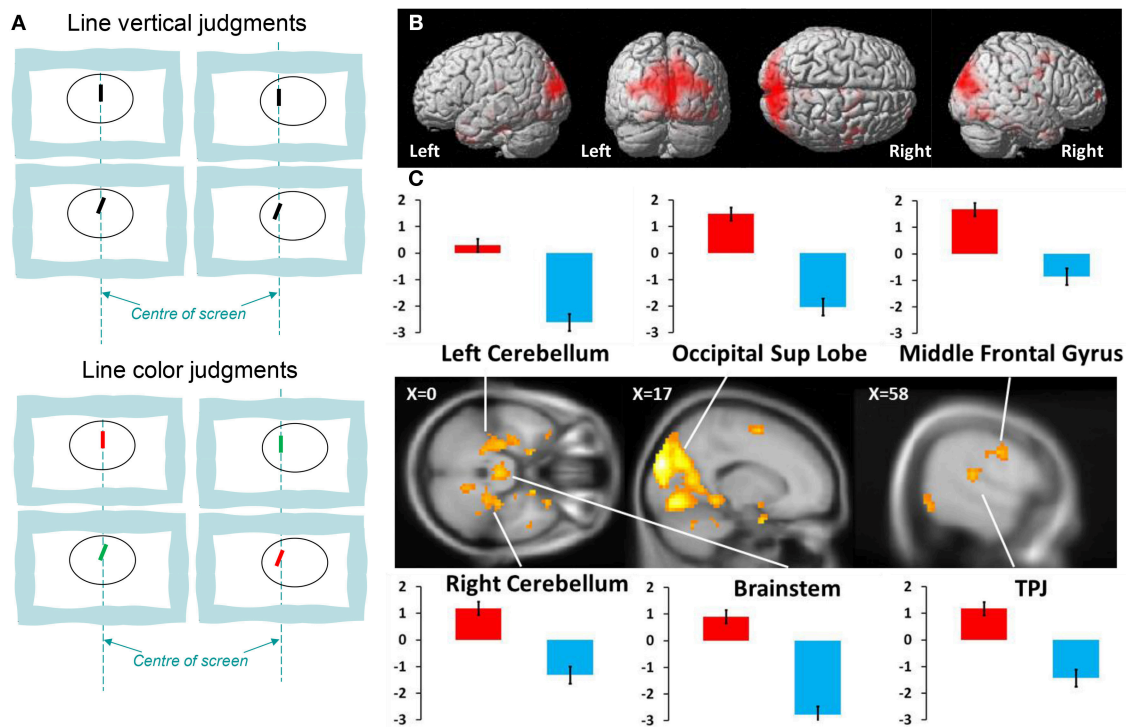 A
Line vertical judgments
Centre of screen
Line color judgments
Centre of screen
B
Left
Left
Right
Right
C
2
1
0
-1
-2
-3
2
1
0
-1
-2
-3
2
1
0
-1
-2
-3
Left Cerebellum
Occipital Sup Lobe
Middle Frontal Gyrus
X=0
X=17
X=58
Right Cerebellum
Brainstem
TPJ
2
1
0
-1
-2
-3
2
1
0
-1
-2
-3
2
1
0
-1
-2
-3